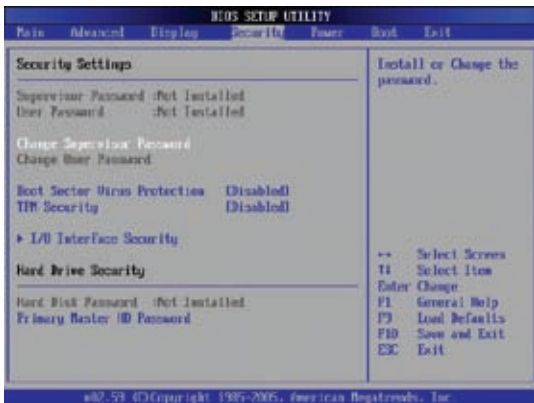 BIOS SETUP UTILITY
Main Advanced Display Security Power Boot Exit
Security Settings
Supervisor Password :Not Installed
User Password :Not Installed
Change Supervisor Password
Change User Password
Boot Sector Virus Protection [Disabled]
TPM Security [Disabled]
▸ I/O Interface Security
Hard Drive Security
Hard Disk Password :Not Installed
Primary Master HD Password
Install or Change the
password.
↔ Select Screen
↑↓ Select Item
Enter Change
F1 General Help
F9 Load Defaults
F10 Save and Exit
ESC Exit
v02.59 (C)Copyright 1985-2005, American Megatrends, Inc.